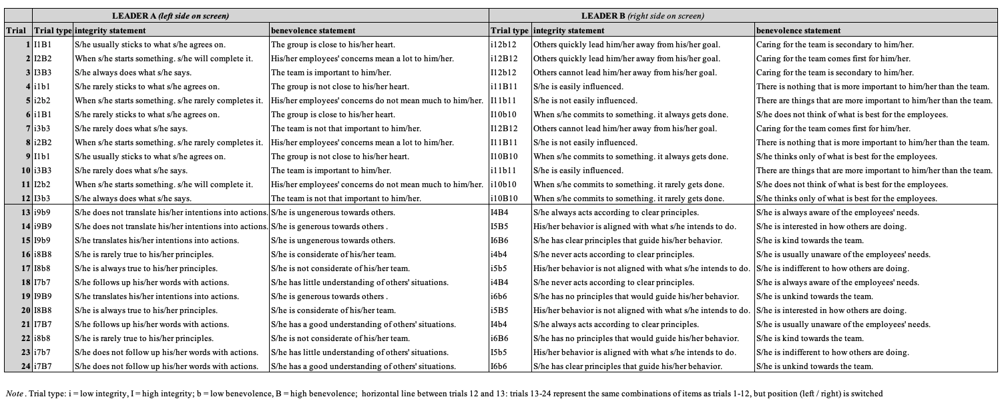 LEADER A (left side on screen) LEADER B (right side on screen)
Trial Trial type integrity statement benevolence statement Trial type integrity statement benevolence statement
1 I1B1 S/he usually sticks to what s/he agrees on. The group is close to his/her heart. i12b12 Others quickly lead him/her away from his/her goal. Caring for the team is secondary to him/her.
2 I2B2 When s/he starts something. s/he will complete it. His/her employees' concerns mean a lot to him/her. i12B12 Others quickly lead him/her away from his/her goal. Caring for the team comes first for him/her.
3 I3B3 S/he always does what s/he says. The team is important to him/her. I12b12 Others cannot lead him/her away from his/her goal. Caring for the team is secondary to him/her.
4 i1b1 S/he rarely sticks to what s/he agrees on. The group is not close to his/her heart. i11B11 S/he is easily influenced. There is nothing that is more important to him/her than the team.
5 i2b2 When s/he starts something. s/he rarely completes it. His/her employees' concerns do not mean much to him/her. I11b11 S/he is not easily influenced. There are things that are more important to him/her than the team.
6 i1B1 S/he rarely sticks to what s/he agrees on. The group is close to his/her heart. I10b10 When s/he commits to something. it always gets done. S/he does not think of what is best for the employees.
7 i3b3 S/he rarely does what s/he says. The team is not that important to him/her. I12B12 Others cannot lead him/her away from his/her goal. Caring for the team comes first for him/her.
8 i2B2 When s/he starts something. s/he rarely completes it. His/her employees' concerns mean a lot to him/her. I11B11 S/he is not easily influenced. There is nothing that is more important to him/her than the team.
9 I1b1 S/he usually sticks to what s/he agrees on. The group is not close to his/her heart. I10B10 When s/he commits to something. it always gets done. S/he thinks only of what is best for the employees.
10 i3B3 S/he rarely does what s/he says. The team is important to him/her. i11b11 S/he is easily influenced. There are things that are more important to him/her than the team.
11 I2b2 When s/he starts something. s/he will complete it. His/her employees' concerns do not mean much to him/her. i10b10 When s/he commits to something. it rarely gets done. S/he does not think of what is best for the employees.
12 I3b3 S/he always does what s/he says. The team is not that important to him/her. i10B10 When s/he commits to something. it rarely gets done. S/he thinks only of what is best for the employees.
13 i9b9 S/he does not translate his/her intentions into actions. S/he is ungenerous towards others. I4B4 S/he always acts according to clear principles. S/he is always aware of the employees' needs.
14 i9B9 S/he does not translate his/her intentions into actions. S/he is generous towards others . I5B5 His/her behavior is aligned with what s/he intends to do. S/he is interested in how others are doing.
15 I9b9 S/he translates his/her intentions into actions. S/he is ungenerous towards others. I6B6 S/he has clear principles that guide his/her behavior. S/he is kind towards the team.
16 i8B8 S/he is rarely true to his/her principles. S/he is considerate of his/her team. i4b4 S/he never acts according to clear principles. S/he is usually unaware of the employees' needs.
17 I8b8 S/he is always true to his/her principles. S/he is not considerate of his/her team. i5b5 His/her behavior is not aligned with what s/he intends to do. S/he is indifferent to how others are doing.
18 I7b7 S/he follows up his/her words with actions. S/he has little understanding of others' situations. i4B4 S/he never acts according to clear principles. S/he is always aware of the employees' needs.
19 I9B9 S/he translates his/her intentions into actions. S/he is generous towards others . i6b6 S/he has no principles that would guide his/her behavior. S/he is unkind towards the team.
20 I8B8 S/he is always true to his/her principles. S/he is considerate of his/her team. i5B5 His/her behavior is not aligned with what s/he intends to do. S/he is interested in how others are doing.
21 I7B7 S/he follows up his/her words with actions. S/he has a good understanding of others' situations. I4b4 S/he always acts according to clear principles. S/he is usually unaware of the employees' needs.
22 i8b8 S/he is rarely true to his/her principles. S/he is not considerate of his/her team. i6B6 S/he has no principles that would guide his/her behavior. S/he is kind towards the team.
23 i7b7 S/he does not follow up his/her words with actions. S/he has little understanding of others' situations. I5b5 His/her behavior is aligned with what s/he intends to do. S/he is indifferent to how others are doing.
24 i7B7 S/he does not follow up his/her words with actions. S/he has a good understanding of others' situations. I6b6 S/he has clear principles that guide his/her behavior. S/he is unkind towards the team.
Note . Trial type: i = low integrity, I = high integrity; b = low benevolence, B = high benevolence; horizontal line between trials 12 and 13: trials 13-24 represent the same combinations of items as trials 1-12, but position (left / right) is switched